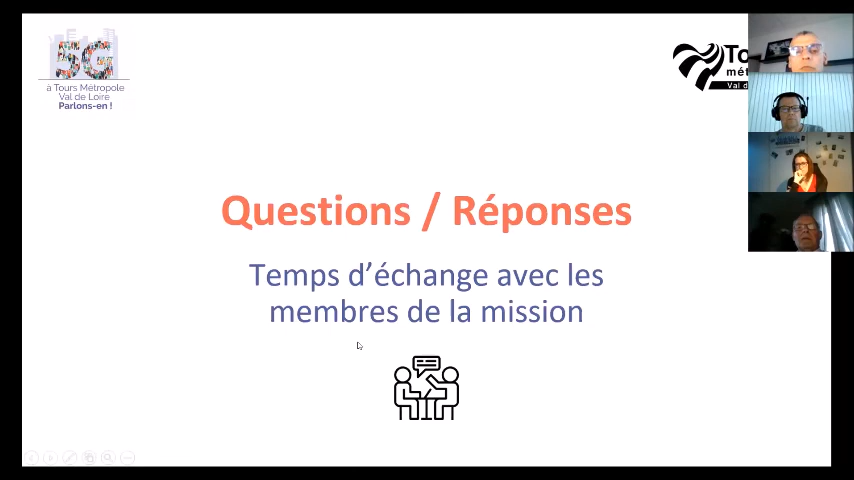 5G
à Tours Métropole
Val de Loire
Parlons-en !
Questions / Réponses
Temps d’échange avec les
membres de la mission